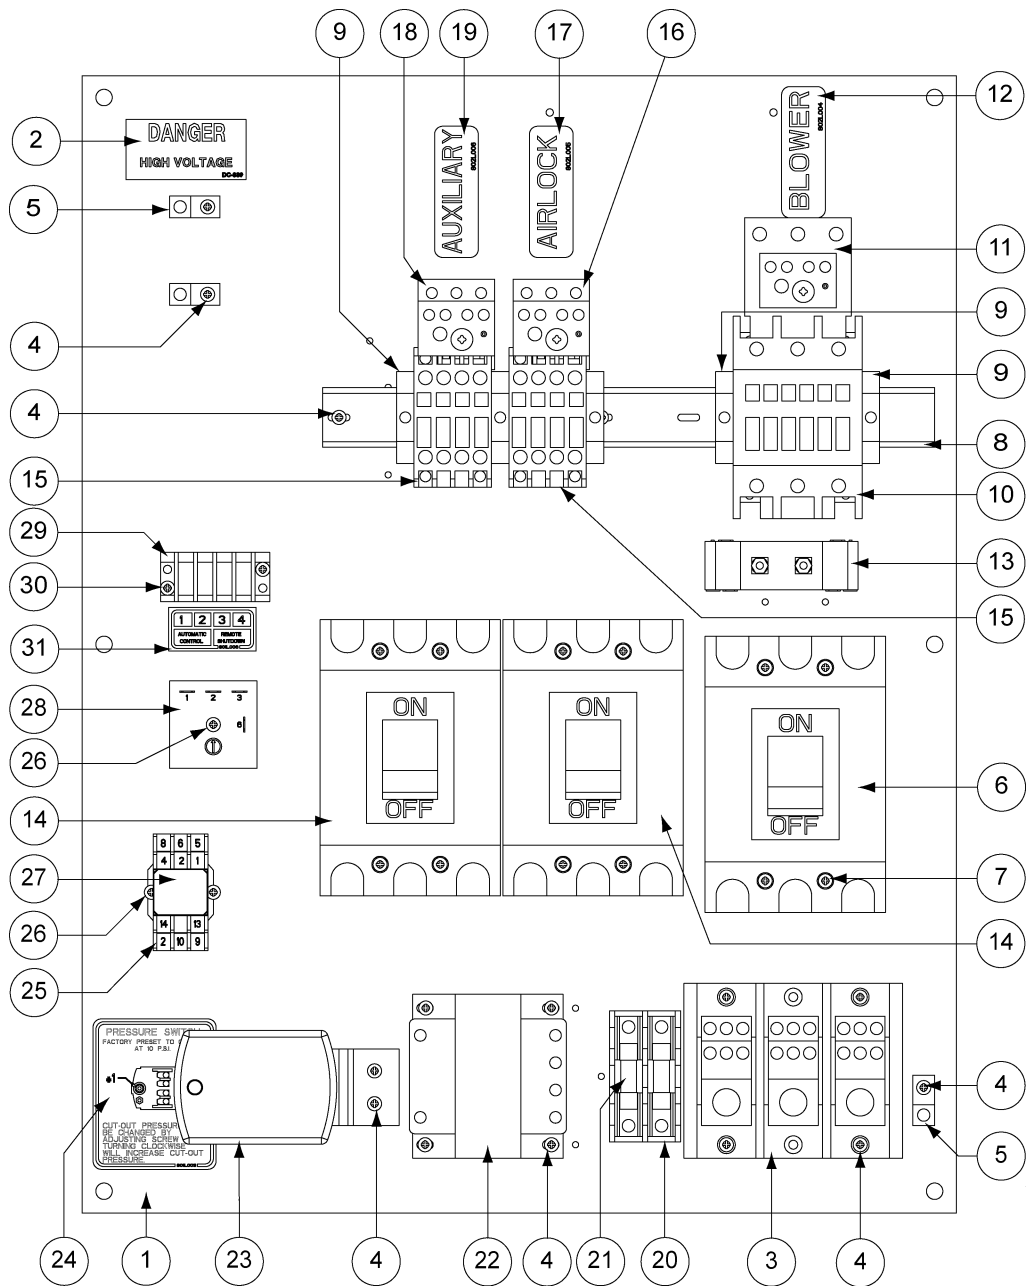 9
18
19
17
16
12
2
DANGER
HIGH VOLTAGE
5
AUXILIARY
AIRLOCK
BLOWER
802L004
11
4
9
9
4
8
15
10
29
13
30
15
31
1 2 3 4
AUTOMATIC CONTROL
REMOTE SHUTDOWN
28
1 2 3
6
26
ON
ON
ON
6
14
OFF
OFF
OFF
27
8 6 5
4 2 1
7
26
14 13
2 10 9
14
25
PRESSURE SWITCH
FACTORY PRESET TO
AT 10 P.S.I.
4
CUT-OUT PRESSURE
BE CHANGED BY
ADJUSTING SCREW
TURNING CLOCKWISE
WILL INCREASE CUT-OUT
PRESSURE.
5
24
1
23
4
22
4
21
20
3
4